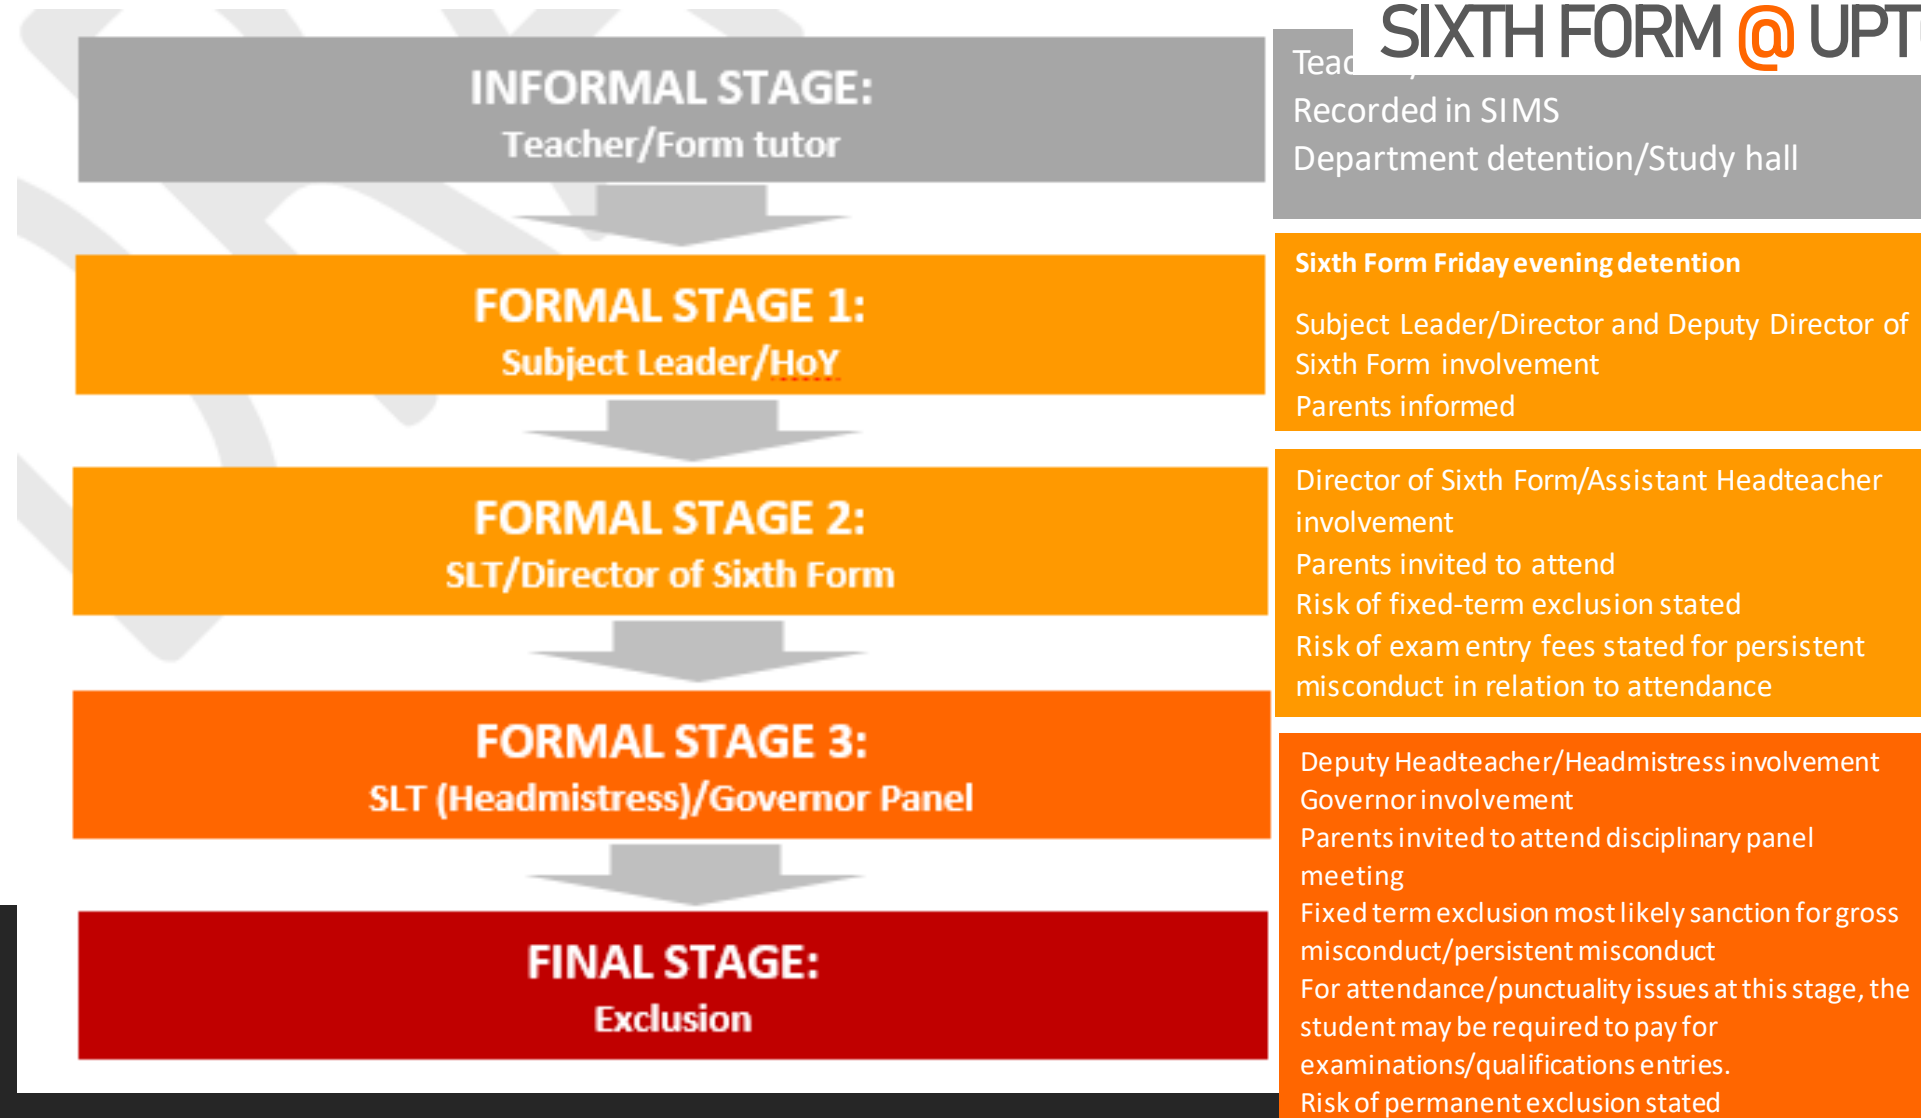 SIXTH FORM @ UPT
INFORMAL STAGE:
Teacher/Form tutor
Recorded in SIMS
Department detention/Study hall
FORMAL STAGE 1:
Subject Leader/HoY
Sixth Form Friday evening detention
Subject Leader/Director and Deputy Director of
Sixth Form involvement
Parents informed
FORMAL STAGE 2:
SLT/Director of Sixth Form
Director of Sixth Form/Assistant Headteacher
involvement
Parents invited to attend
Risk of fixed-term exclusion stated
Risk of exam entry fees stated for persistent
misconduct in relation to attendance
FORMAL STAGE 3:
SLT (Headmistress)/Governor Panel
Deputy Headteacher/Headmistress involvement
Governor involvement
Parents invited to attend disciplinary panel
meeting
Fixed term exclusion most likely sanction for gross
misconduct/persistent misconduct
For attendance/punctuality issues at this stage, the
student may be required to pay for
examinations/qualifications entries.
Risk of permanent exclusion stated
FINAL STAGE:
Exclusion